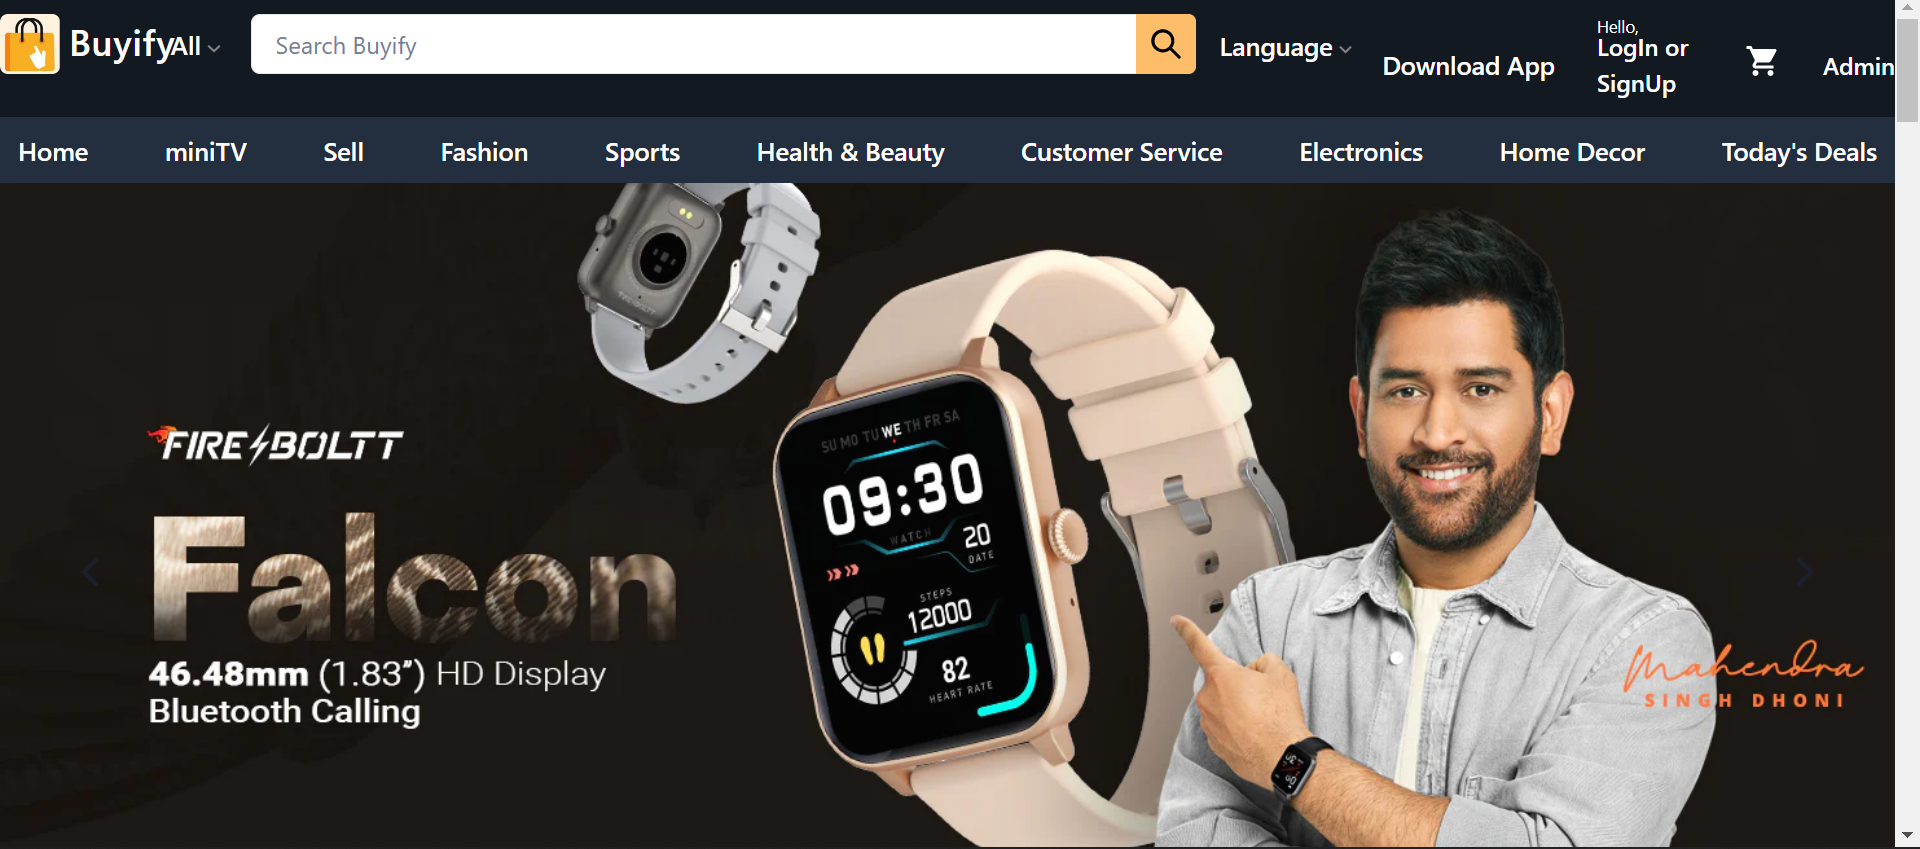 Buyify
All
Search Buyify
Language
Download App
Hello,
LogIn or
SignUp
Admin
Home
miniTV
Sell
Fashion
Sports
Health & Beauty
Customer Service
Electronics
Home Decor
Today's Deals
FIRE-BOLTT
FIRE BOLTT
Falcon
46.48mm (1.83”) HD Display
Bluetooth Calling
SU MO TU WE TH FR SA
09:30
WATCH
20
DATE
STEPS
12000
82
HEART RATE
Mahendra
SINGH DHONI